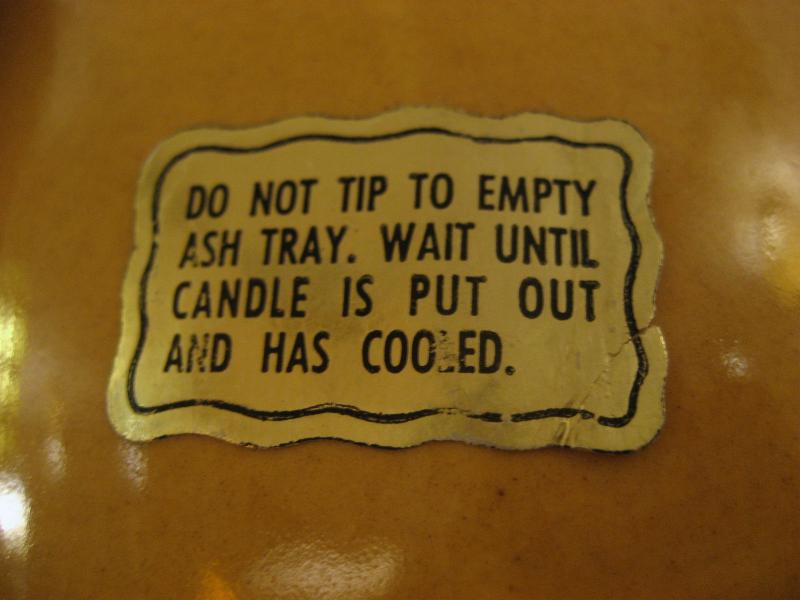 DO NOT TIP TO EMPTY
ASH TRAY. WAIT UNTIL
CANDLE IS PUT OUT
AND HAS COOLED.